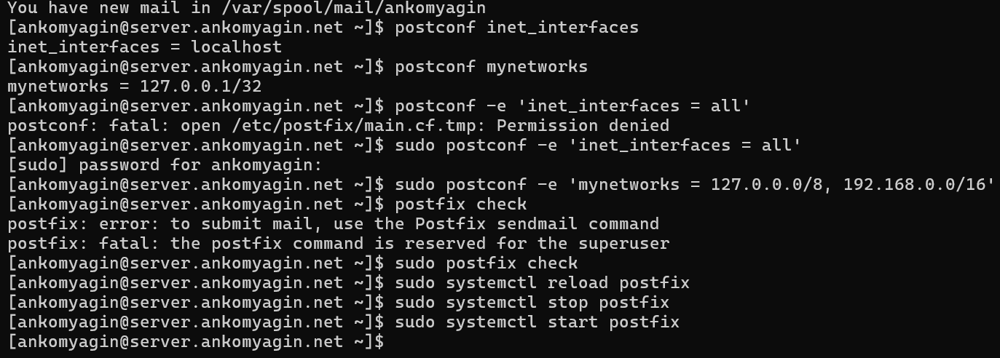 You have new mail in /var/spool/mail/ankomyagin
[ankomyagin@server.ankomyagin.net ~]$ postconf inet_interfaces
inet_interfaces = localhost
[ankomyagin@server.ankomyagin.net ~]$ postconf mynetworks
mynetworks = 127.0.0.1/32
[ankomyagin@server.ankomyagin.net ~]$ postconf -e 'inet_interfaces = all'
postconf: fatal: open /etc/postfix/main.cf.tmp: Permission denied
[ankomyagin@server.ankomyagin.net ~]$ sudo postconf -e 'inet_interfaces = all'
[sudo] password for ankomyagin:
[ankomyagin@server.ankomyagin.net ~]$ sudo postconf -e 'mynetworks = 127.0.0.0/8, 192.168.0.0/16'
[ankomyagin@server.ankomyagin.net ~]$ postfix check
postfix: error: to submit mail, use the Postfix sendmail command
postfix: fatal: the postfix command is reserved for the superuser
[ankomyagin@server.ankomyagin.net ~]$ sudo postfix check
[ankomyagin@server.ankomyagin.net ~]$ sudo systemctl reload postfix
[ankomyagin@server.ankomyagin.net ~]$ sudo systemctl stop postfix
[ankomyagin@server.ankomyagin.net ~]$ sudo systemctl start postfix
[ankomyagin@server.ankomyagin.net ~]$